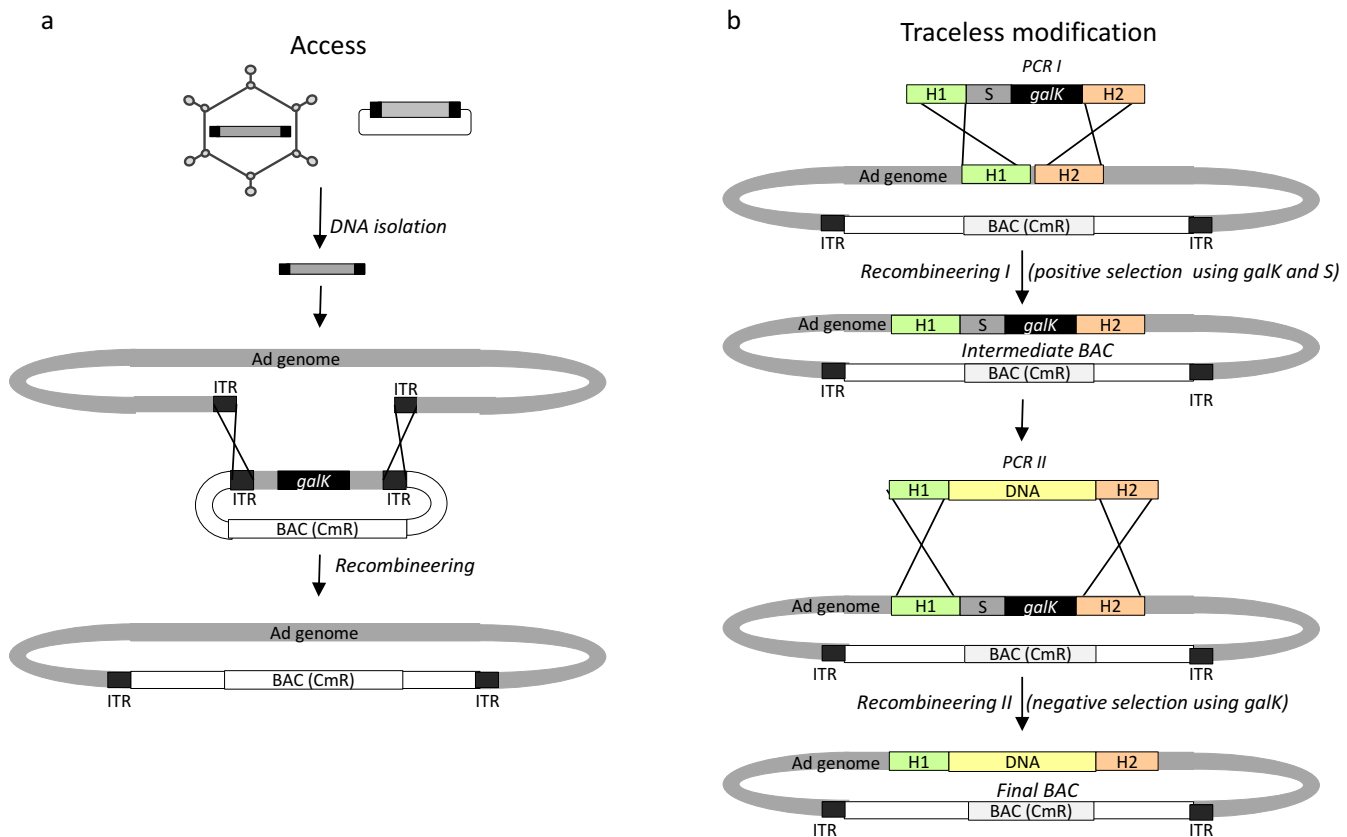 a
Access
DNA isolation
Ad genome
ITR ITR
galK
ITR ITR
BAC (CmR)
Recombineering
Ad genome
BAC (CmR)
ITR ITR
b
Traceless modification
PCR I
H1 S galK H2
Ad genome H1 H2
BAC (CmR)
ITR ITR
Recombineering I (positive selection using galK and S)
Ad genome H1 S galK H2
Intermediate BAC
BAC (CmR)
ITR ITR
PCR II
H1 DNA H2
Ad genome H1 S galK H2
BAC (CmR)
ITR ITR
Recombineering II (negative selection using galK)
Ad genome H1 DNA H2
Final BAC
BAC (CmR)
ITR ITR